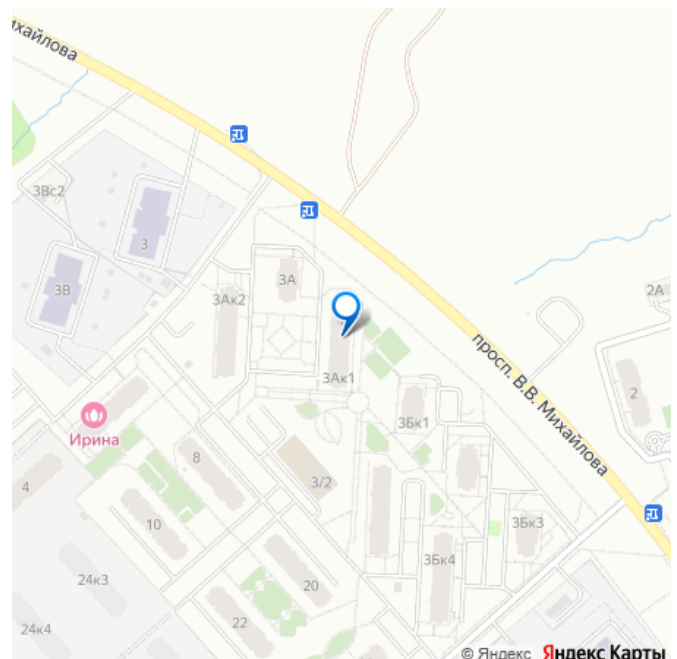 Михайлова
3Вс2
3
3В
3А
3Ак2
2А
3Ак1
просп. В.В. Михайлова
2
3Бк1
Ирина
8
4
3/2
10
3Бк3
3Бк4
24к3
20
22
24к4
© Яндекс Яндекс Карты